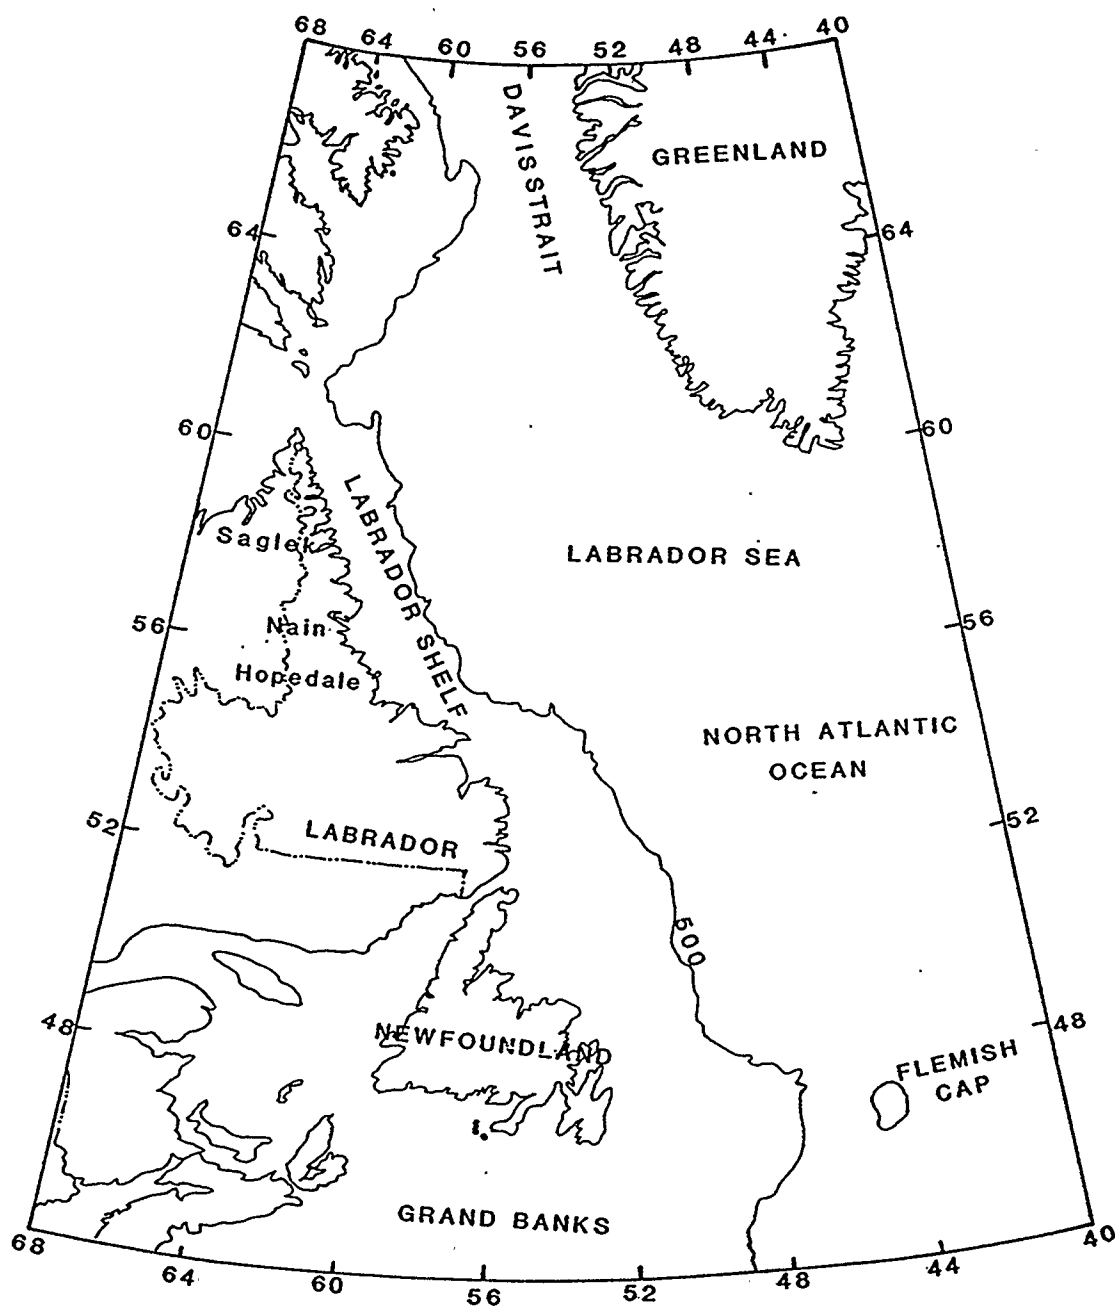 68 64 60 56 52 48 44 40
DAVIS STRAIT
GREENLAND
64 64
60 60
LABRADOR SHELF
Saglek
LABRADOR SEA
56 56
Nain
Hopedale
NORTH ATLANTIC
OCEAN
52 52
LABRADOR
500
48 48
NEWFOUNDLAND
FLEMISH
CAP
GRAND BANKS
68 64 60 56 52 48 44 40